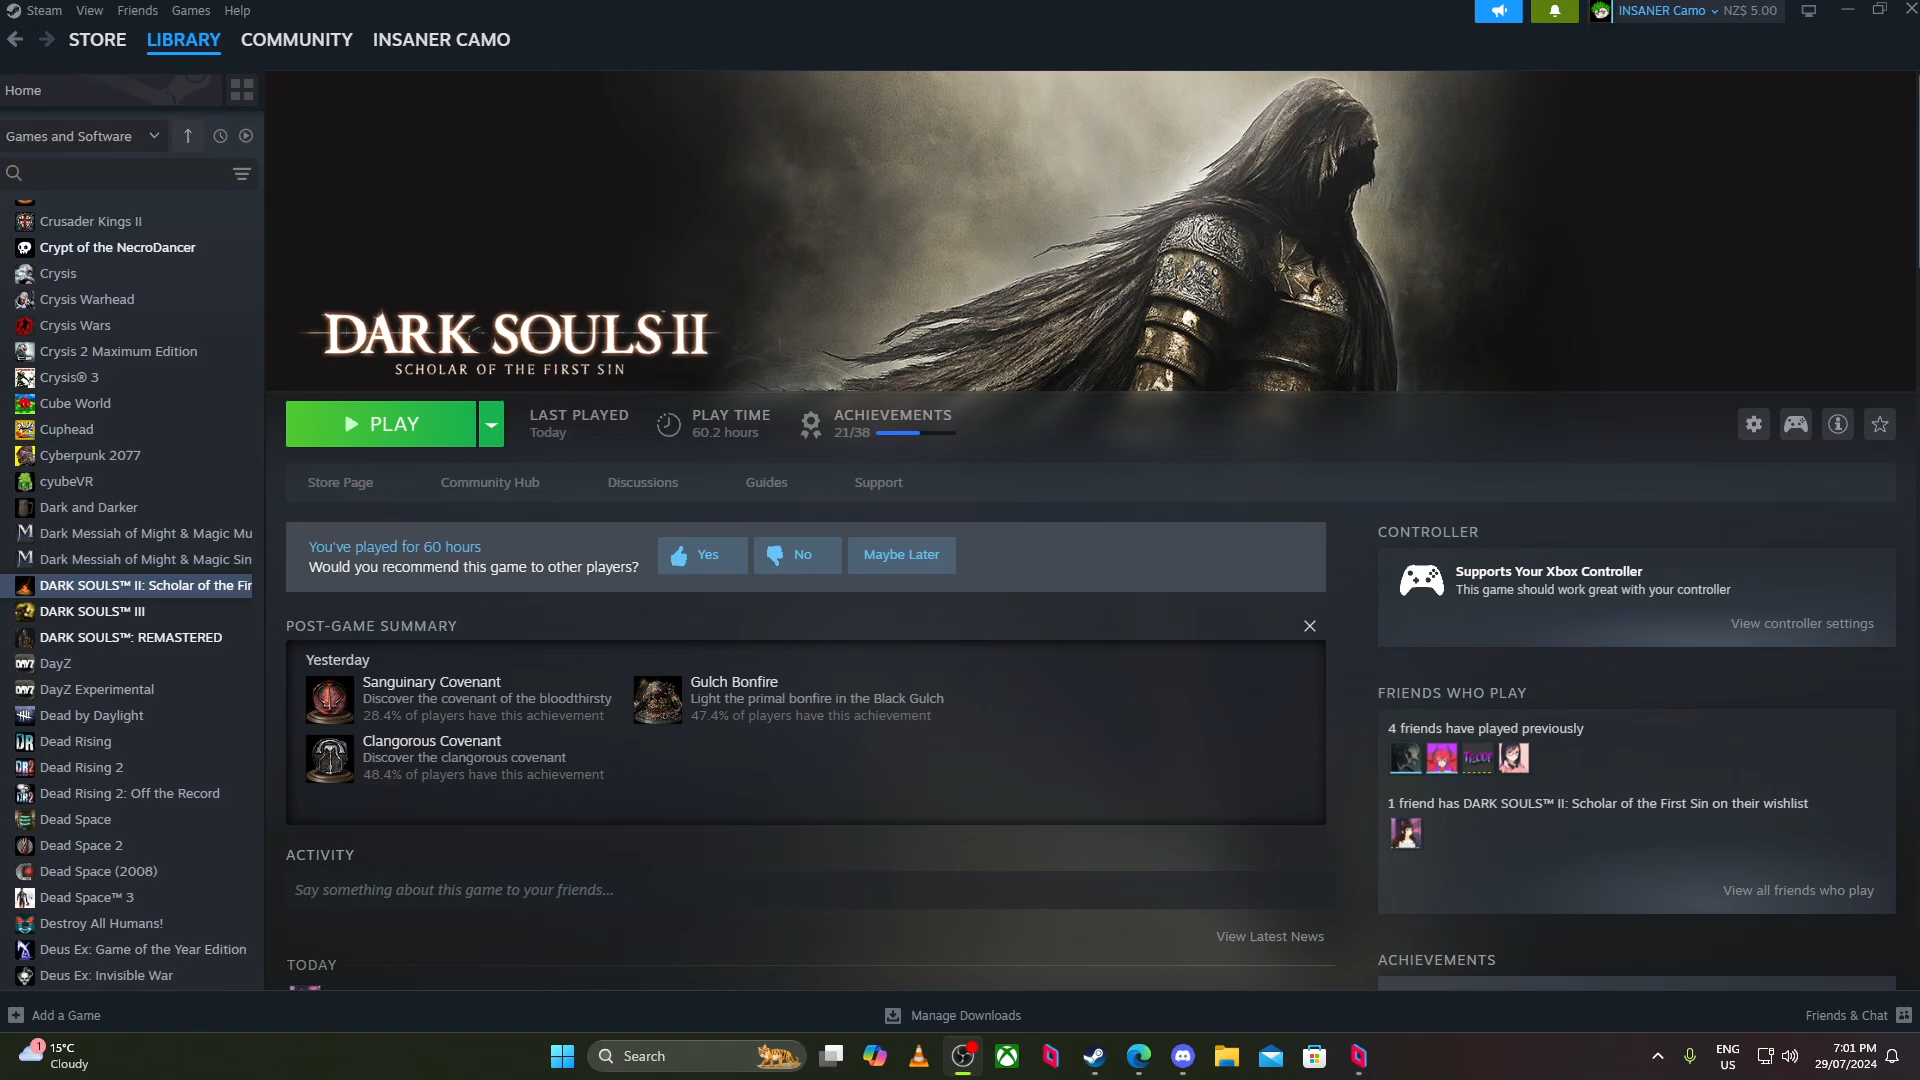 Steam View Friends Games Help
INSANER Camo NZ$ 5.00
STORE LIBRARY COMMUNITY INSANER CAMO
Home
Games and Software
Crusader Kings II
Crypt of the NecroDancer
Crysis
Crysis Warhead
Crysis Wars
Crysis 2 Maximum Edition
Crysis® 3
Cube World
Cuphead
Cyberpunk 2077
cyubeVR
Dark and Darker
Dark Messiah of Might & Magic Mu
Dark Messiah of Might & Magic Sin
DARK SOULS™ II: Scholar of the Fir
DARK SOULS™ III
DARK SOULS™: REMASTERED
DayZ
DayZ Experimental
Dead by Daylight
Dead Rising
Dead Rising 2
Dead Rising 2: Off the Record
Dead Space
Dead Space 2
Dead Space (2008)
Dead Space™ 3
Destroy All Humans!
Deus Ex: Game of the Year Edition
Deus Ex: Invisible War
DARK SOULS II
SCHOLAR OF THE FIRST SIN
PLAY
LAST PLAYED
Today
PLAY TIME
60.2 hours
ACHIEVEMENTS
21/38
Store Page Community Hub Discussions Guides Support
You've played for 60 hours
Would you recommend this game to other players?
Yes No Maybe Later
POST-GAME SUMMARY
Yesterday
Sanguinary Covenant
Discover the covenant of the bloodthirsty
28.4% of players have this achievement
Gulch Bonfire
Light the primal bonfire in the Black Gulch
47.4% of players have this achievement
Clangorous Covenant
Discover the clangorous covenant
48.4% of players have this achievement
ACTIVITY
Say something about this game to your friends...
View Latest News
TODAY
CONTROLLER
Supports Your Xbox Controller
This game should work great with your controller
View controller settings
FRIENDS WHO PLAY
4 friends have played previously
1 friend has DARK SOULS™ II: Scholar of the First Sin on their wishlist
View all friends who play
ACHIEVEMENTS
Add a Game
Manage Downloads
Friends & Chat
1
15°C
Cloudy
Search
ENG
US
7:01 PM
29/07/2024